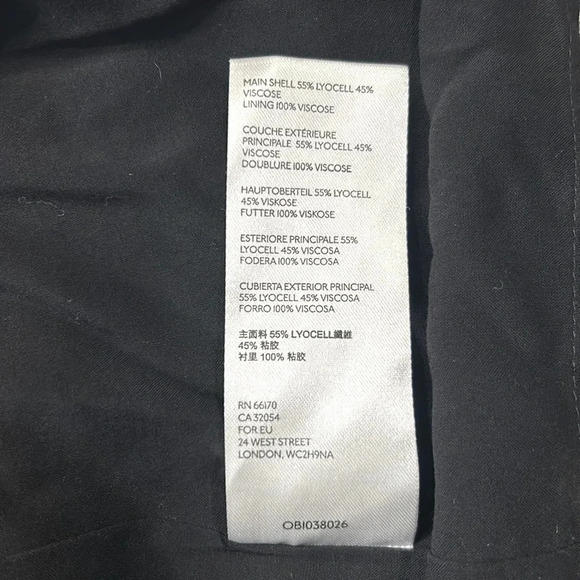 MAIN SHELL 55% LYOCELL 45%
VISCOSE
LINING 100% VISCOSE
COUCHE EXTÉRIEURE
PRINCIPALE 55% LYOCELL 45%
VISCOSE
DOUBLURE 100% VISCOSE
HAUPTOBERTEIL 55% LYOCELL
45% VISKOSE
FUTTER 100% VISKOSE
ESTERIORE PRINCIPALE 55%
LYOCELL 45% VISCOSA
FODERA 100% VISCOSA
CUBIERTA EXTERIOR PRINCIPAL
55% LYOCELL 45% VISCOSA
FORRO 100% VISCOSA
主面料 55% LYOCELL纖維
45% 粘胶
衬里 100% 粘胶
RN 66170
CA 32054
FOR EU
24 WEST STREET
LONDON, WC2H9NA
OB1038026